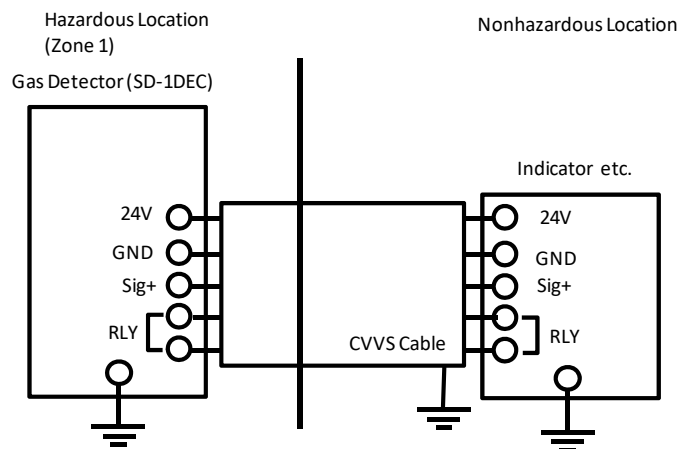 Hazardous Location
(Zone 1)
Nonhazardous Location
Gas Detector (SD-1DEC)
Indicator etc.
24V
GND
Sig+
RLY
CVVS Cable
24V
GND
Sig+
RLY